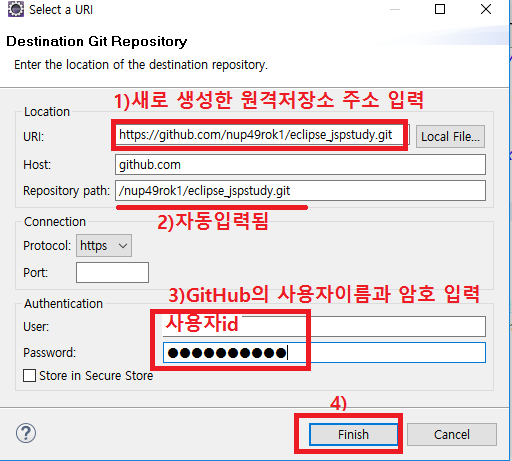 Select a URI
Destination Git Repository
Enter the location of the destination repository.
1)새로 생성한 원격저장소 주소 입력
Location
URI: https://github.com/nup49rok1/eclipse_jspstudy.git Local File...
Host: github.com
Repository path: /nup49rok1/eclipse_jspstudy.git
2)자동입력됨
Connection
Protocol: https
Port:
3)GitHub의 사용자이름과 암호 입력
Authentication
User: 사용자id
Password: ●●●●●●●●●●
Store in Secure Store
4)
Finish Cancel